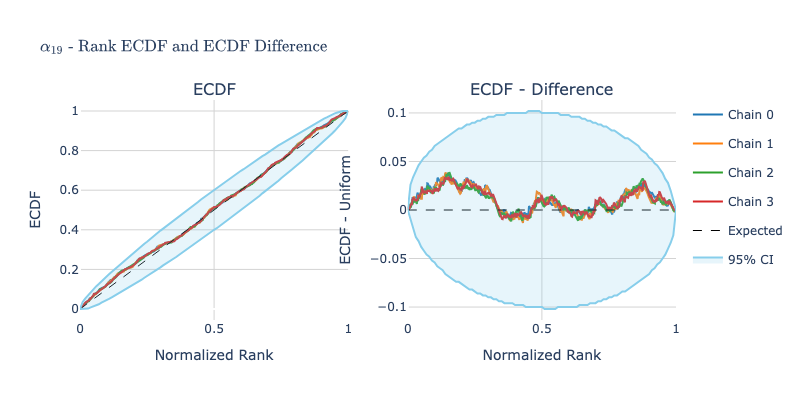 α₁₉ - Rank ECDF and ECDF Difference
ECDF
ECDF - Difference
ECDF
1
0.8
0.6
0.4
0.2
0
0
0.5
1
Normalized Rank
ECDF - Uniform
0.1
0.05
0
−0.05
−0.1
0
0.5
1
Normalized Rank
Chain 0
Chain 1
Chain 2
Chain 3
Expected
95% CI